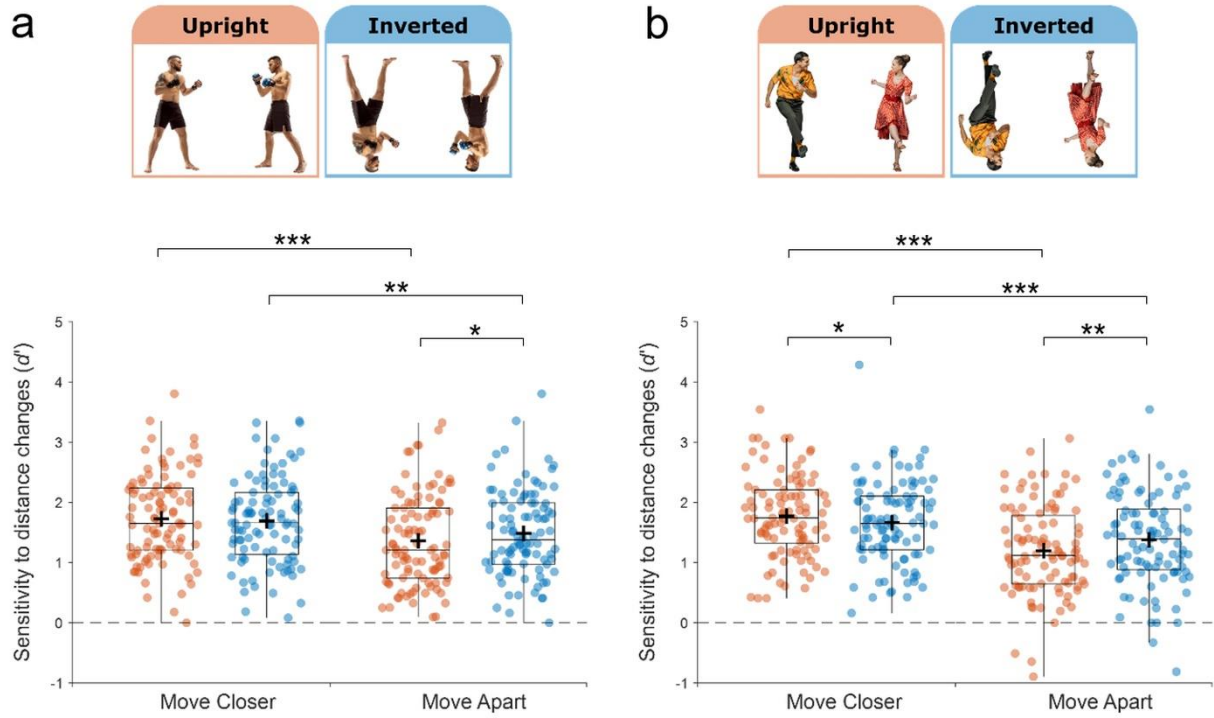 a
Upright Inverted
***
**
*
Sensitivity to distance changes (d')
5
4
3
2
1
0
-1
Move Closer Move Apart
b
Upright Inverted
***
***
* **
Sensitivity to distance changes (d')
5
4
3
2
1
0
-1
Move Closer Move Apart